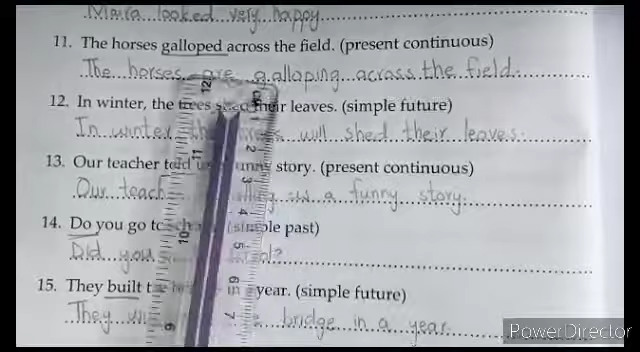 Maria looked very happy
11. The horses galloped across the field. (present continuous)
The horses are galloping across the field.
12. In winter, the trees shed their leaves. (simple future)
In winter the trees will shed their leaves.
13. Our teacher told us funny story. (present continuous)
Our us a funny story.
14. Do you go to (simple past)
Did you
15. They built in a year. (simple future)
They bridge in a year.
PowerDirector